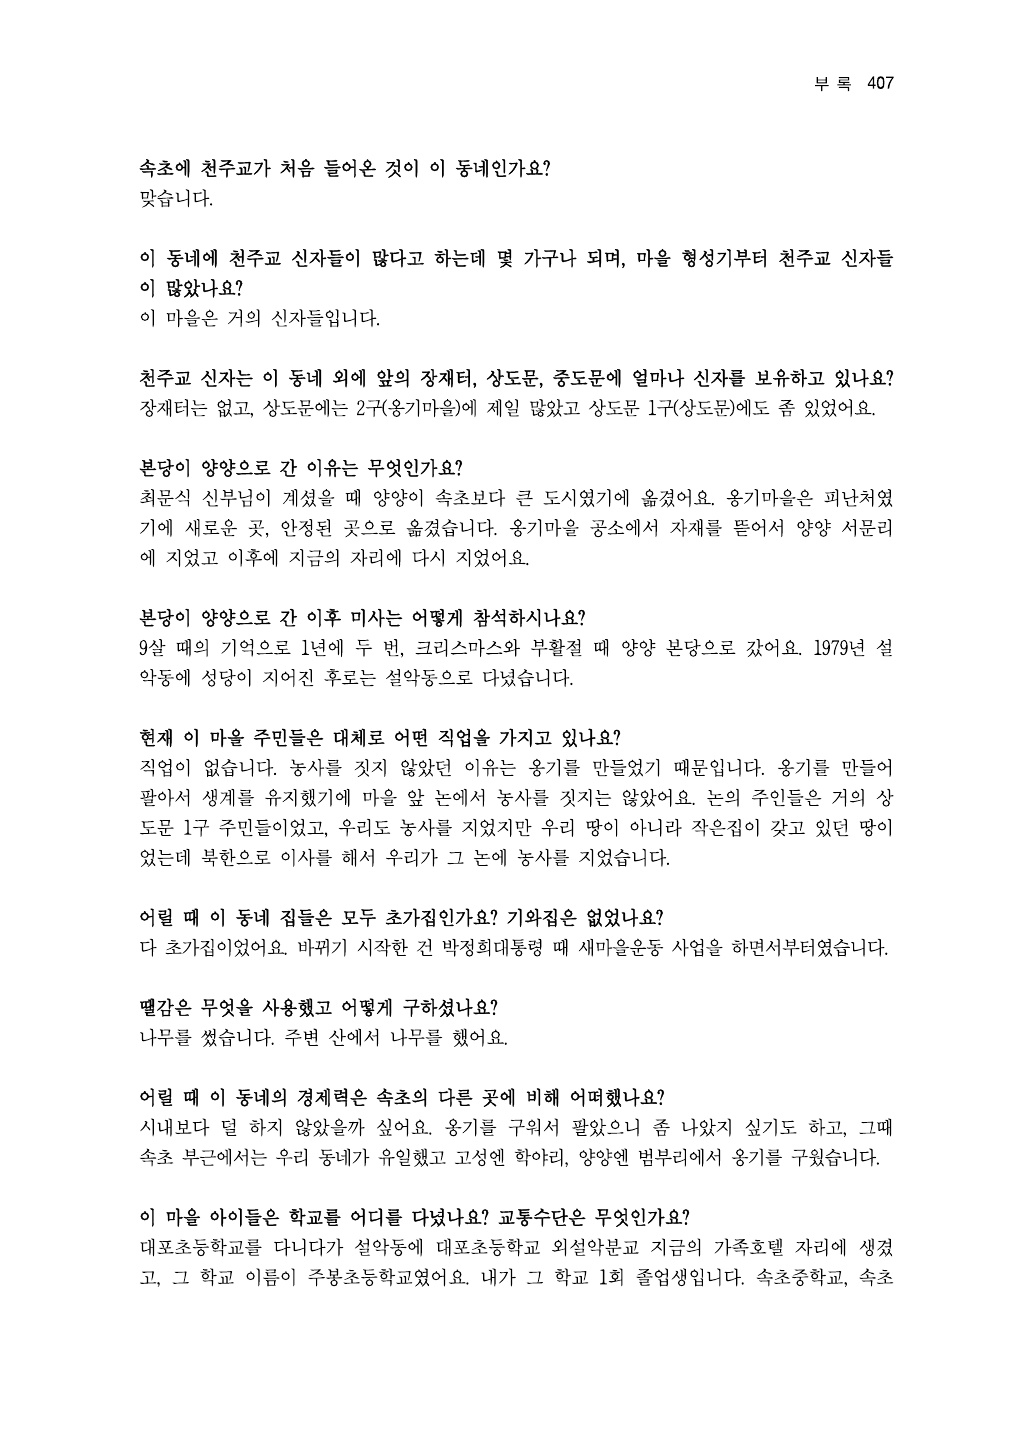 부 록 407
속초에 천주교가 처음 들어온 것이 이 동네인가요?
맞습니다.
이 동네에 천주교 신자들이 많다고 하는데 몇 가구나 되며, 마을 형성기부터 천주교 신자들
이 많았나요?
이 마을은 거의 신자들입니다.
천주교 신자는 이 동네 외에 앞의 장재터, 상도문, 중도문에 얼마나 신자를 보유하고 있나요?
장재터는 없고, 상도문에는 2구(옹기마을)에 제일 많았고 상도문 1구(상도문)에도 좀 있었어요.
본당이 양양으로 간 이유는 무엇인가요?
최문식 신부님이 계셨을 때 양양이 속초보다 큰 도시였기에 옮겼어요. 옹기마을은 피난처였
기에 새로운 곳, 안정된 곳으로 옮겼습니다. 옹기마을 공소에서 자재를 뜯어서 양양 서문리
에 지었고 이후에 지금의 자리에 다시 지었어요.
본당이 양양으로 간 이후 미사는 어떻게 참석하시나요?
9살 때의 기억으로 1년에 두 번, 크리스마스와 부활절 때 양양 본당으로 갔어요. 1979년 설
악동에 성당이 지어진 후로는 설악동으로 다녔습니다.
현재 이 마을 주민들은 대체로 어떤 직업을 가지고 있나요?
직업이 없습니다. 농사를 짓지 않았던 이유는 옹기를 만들었기 때문입니다. 옹기를 만들어
팔아서 생계를 유지했기에 마을 앞 논에서 농사를 짓지는 않았어요. 논의 주인들은 거의 상
도문 1구 주민들이었고, 우리도 농사를 지었지만 우리 땅이 아니라 작은집이 갖고 있던 땅이
었는데 북한으로 이사를 해서 우리가 그 논에 농사를 지었습니다.
어릴 때 이 동네 집들은 모두 초가집인가요? 기와집은 없었나요?
다 초가집이었어요. 바뀌기 시작한 건 박정희대통령 때 새마을운동 사업을 하면서부터였습니다.
땔감은 무엇을 사용했고 어떻게 구하셨나요?
나무를 썼습니다. 주변 산에서 나무를 했어요.
어릴 때 이 동네의 경제력은 속초의 다른 곳에 비해 어떠했나요?
시내보다 덜 하지 않았을까 싶어요. 옹기를 구워서 팔았으니 좀 나았지 싶기도 하고, 그때
속초 부근에서는 우리 동네가 유일했고 고성엔 학야리, 양양엔 범부리에서 옹기를 구웠습니다.
이 마을 아이들은 학교를 어디를 다녔나요? 교통수단은 무엇인가요?
대포초등학교를 다니다가 설악동에 대포초등학교 외설악분교 지금의 가족호텔 자리에 생겼
고, 그 학교 이름이 주봉초등학교였어요. 내가 그 학교 1회 졸업생입니다. 속초중학교, 속초